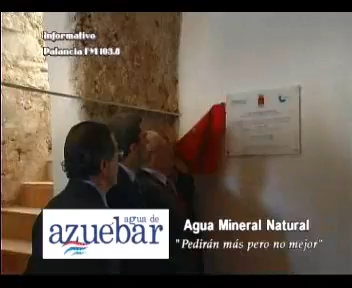 informativo
Palancia FM 103.8
agua de
azuebar
Agua Mineral Natural
"Pedirán más pero no mejor"